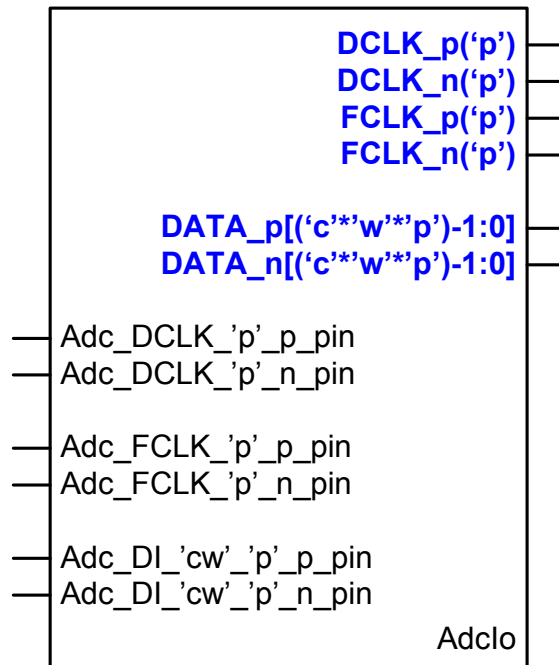 DCLK_p(‘p’)
DCLK_n(‘p’)
FCLK_p(‘p’)
FCLK_n(‘p’)
DATA_p[(‘c’*’w’*’p’)-1:0]
DATA_n[(‘c’*’w’*’p’)-1:0]
Adc_DCLK_’p’_p_pin
Adc_DCLK_’p’_n_pin
Adc_FCLK_’p’_p_pin
Adc_FCLK_’p’_n_pin
Adc_DI_’cw’_’p’_p_pin
Adc_DI_’cw’_’p’_n_pin
AdcIo